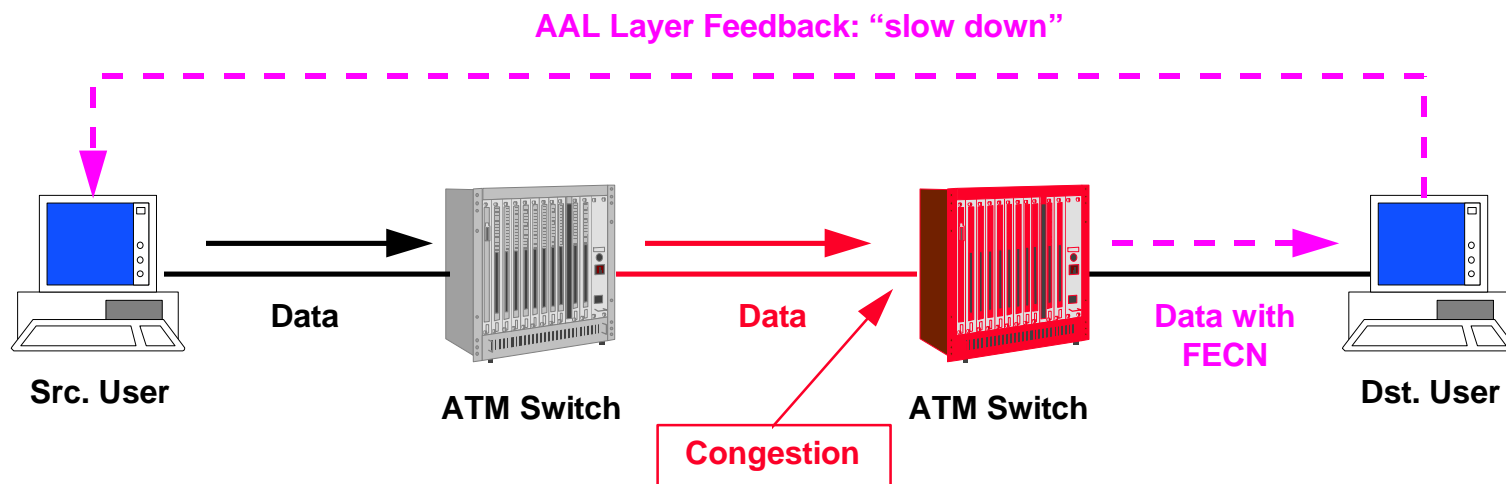 AAL Layer Feedback: “slow down”
Data
Data
Data with
FECN
Src. User
ATM Switch
ATM Switch
Dst. User
Congestion